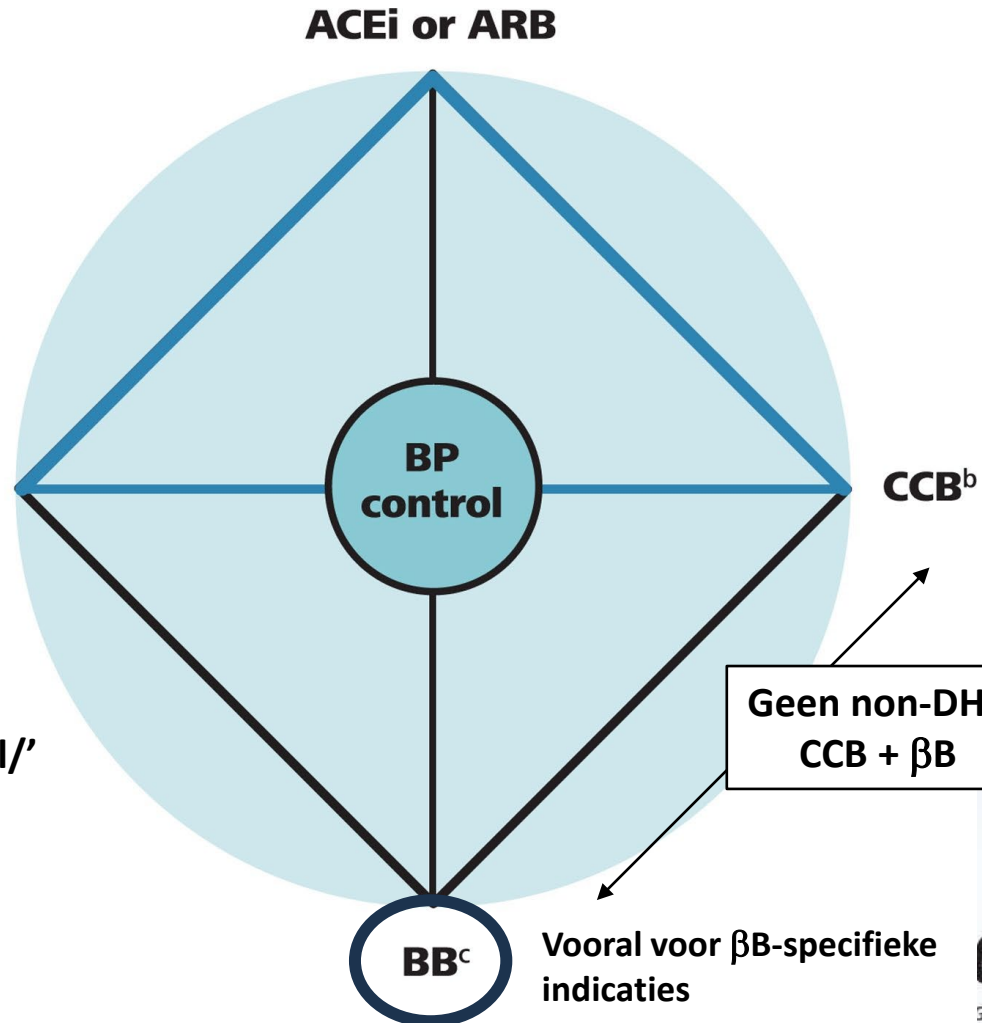 ACEi or ARB
BP
control
CCBᵇ
Geen non-DH
CCB + βB
l/’
BBᶜ
Vooral voor βB-specifieke
indicaties